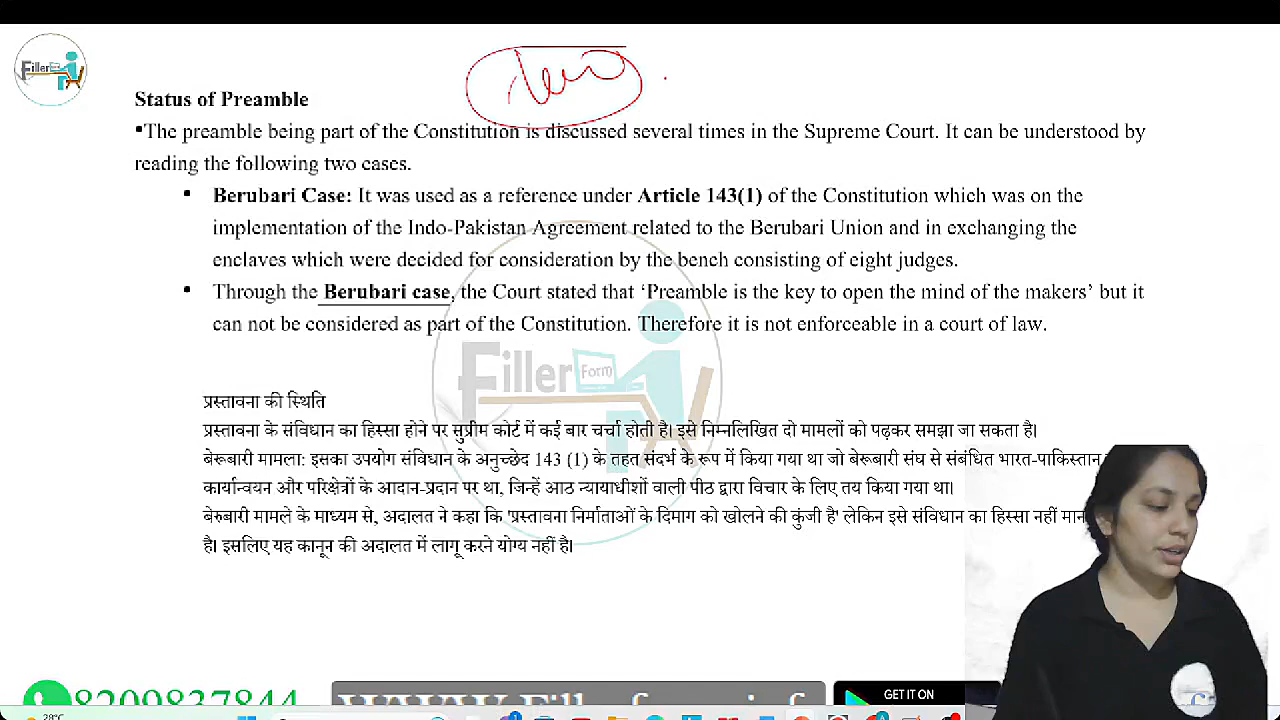 Filler
Status of Preamble
▪The preamble being part of the Constitution is discussed several times in the Supreme Court. It can be understood by
reading the following two cases.
▪ Berubari Case: It was used as a reference under Article 143(1) of the Constitution which was on the
implementation of the Indo-Pakistan Agreement related to the Berubari Union and in exchanging the
enclaves which were decided for consideration by the bench consisting of eight judges.
▪ Through the Berubari case, the Court stated that ‘Preamble is the key to open the mind of the makers’ but it
can not be considered as part of the Constitution. Therefore it is not enforceable in a court of law.
Filler Form
प्रस्तावना की स्थिति
प्रस्तावना के संविधान का हिस्सा होने पर सुप्रीम कोर्ट में कई बार चर्चा होती है। इसे निम्नलिखित दो मामलों को पढ़कर समझा जा सकता है।
बेरूबारी मामला: इसका उपयोग संविधान के अनुच्छेद 143 (1) के तहत संदर्भ के रूप में किया गया था जो बेरूबारी संघ से संबंधित भारत-पाकिस्तान
कार्यान्वयन और परिक्षेत्रों के आदान-प्रदान पर था, जिन्हें आठ न्यायाधीशों वाली पीठ द्वारा विचार के लिए तय किया गया था।
बेरुबारी मामले के माध्यम से, अदालत ने कहा कि 'प्रस्तावना निर्माताओं के दिमाग को खोलने की कुंजी है' लेकिन इसे संविधान का हिस्सा नहीं मान
है। इसलिए यह कानून की अदालत में लागू करने योग्य नहीं है।
8209837844
GET IT ON
28°C